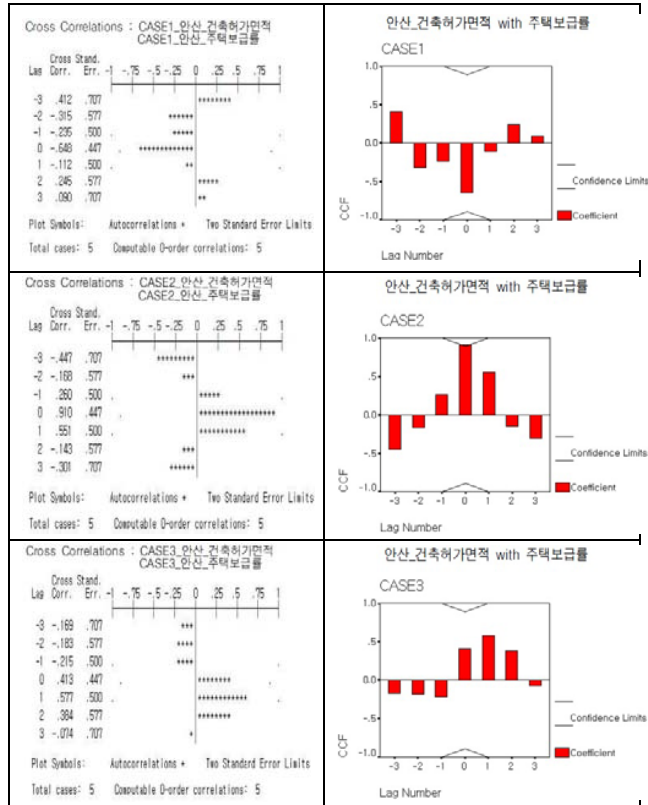 Cross Correlations : CASE1_안산_건축허가면적
CASE1_안산_주택보급률
Cross Stand.
Lag Corr. Err. -1 -.75 -.5-.25 0 .25 .5 .75 1
-3 .412 .707
-2 -.315 .577
-1 -.235 .500
0 -.648 .447
1 -.112 .500
2 .245 .577
3 .090 .707
Plot Symbols: Autocorrelations * Two Standard Error Limits
Total cases: 5 Computable 0-order correlations: 5
안산_건축허가면적 with 주택보급률
CASE1
1.0
.5
0.0
-.5
-1.0
CCF
-3 -2 -1 0 1 2 3
Lag Number
Confidence Limits
Coefficient
Cross Correlations : CASE2_안산_건축허가면적
CASE2_안산_주택보급률
Cross Stand.
Lag Corr. Err. -1 -.75 -.5-.25 0 .25 .5 .75 1
-3 -.447 .707
-2 -.168 .577
-1 .260 .500
0 .910 .447
1 .551 .500
2 -.143 .577
3 -.301 .707
Plot Symbols: Autocorrelations * Two Standard Error Limits
Total cases: 5 Computable 0-order correlations: 5
안산_건축허가면적 with 주택보급률
CASE2
1.0
.5
0.0
-.5
-1.0
CCF
-3 -2 -1 0 1 2 3
Lag Number
Confidence Limits
Coefficient
Cross Correlations : CASE3_안산_건축허가면적
CASE3_안산_주택보급률
Cross Stand.
Lag Corr. Err. -1 -.75 -.5-.25 0 .25 .5 .75 1
-3 -.169 .707
-2 -.183 .577
-1 -.215 .500
0 .413 .447
1 .577 .500
2 .384 .577
3 -.074 .707
Plot Symbols: Autocorrelations * Two Standard Error Limits
Total cases: 5 Computable 0-order correlations: 5
안산_건축허가면적 with 주택보급률
CASE3
1.0
.5
0.0
-.5
-1.0
CCF
-3 -2 -1 0 1 2 3
Lag Number
Confidence Limits
Coefficient